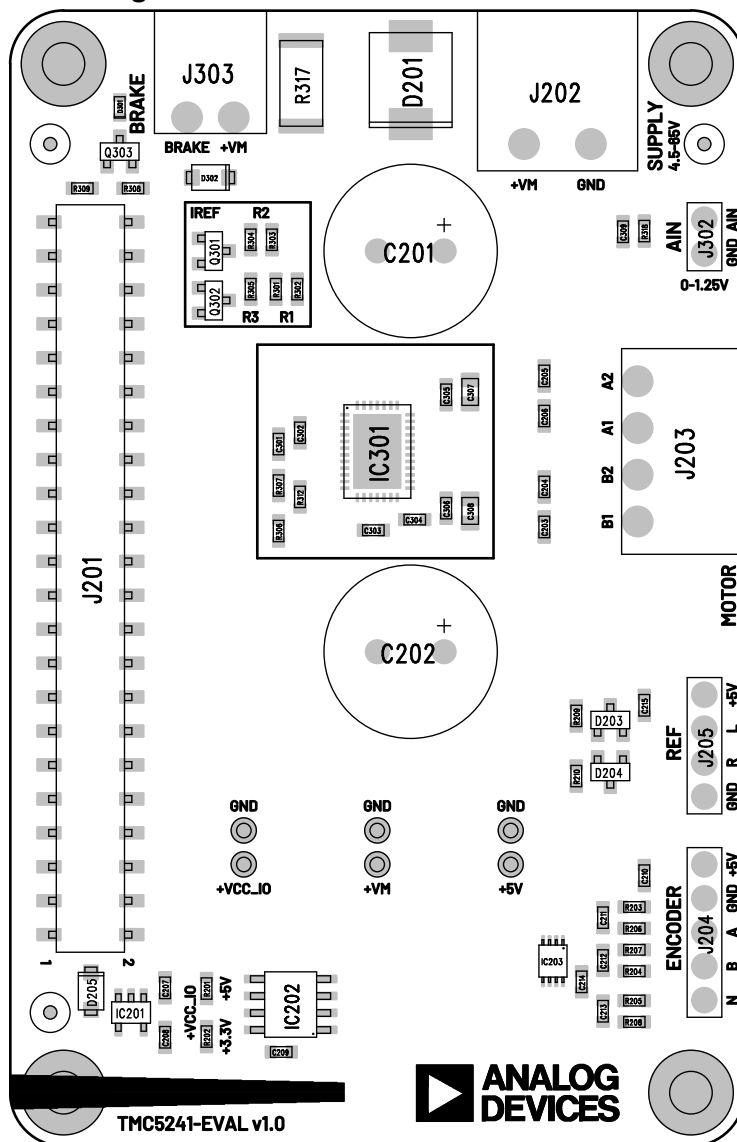 J303
R317
D201
J202
D301
BRAKE
BRAKE +VM
SUPPLY
4.5-65V
Q303
R309
R308
D302
+VM
GND
IREF
R2
Q301
R304
R303
Q302
R305
R301
R302
R3
R1
+
C201
C309
R318
AIN
J302
GND AIN
0-1.25V
IC301
C305
C307
C302
C301
R307
R312
R306
C303
C304
C306
C308
C205
C206
C204
C203
A2
A1
B2
B1
J203
MOTOR
J201
+
C202
R209
D203
C215
R210
D204
REF
J205
+5V
L
R
GND
GND
+VCC_IO
GND
+VM
GND
+5V
C210
R203
C211
R206
R207
C212
R204
IC203
C214
R205
C213
R208
ENCODER
J204
+5V
GND
A
B
N
1
2
D205
IC201
C207
C208
+VCC_IO
R201
R202
+5V
+3.3V
IC202
C209
TMC5241-EVAL v1.0
ANALOG
DEVICES